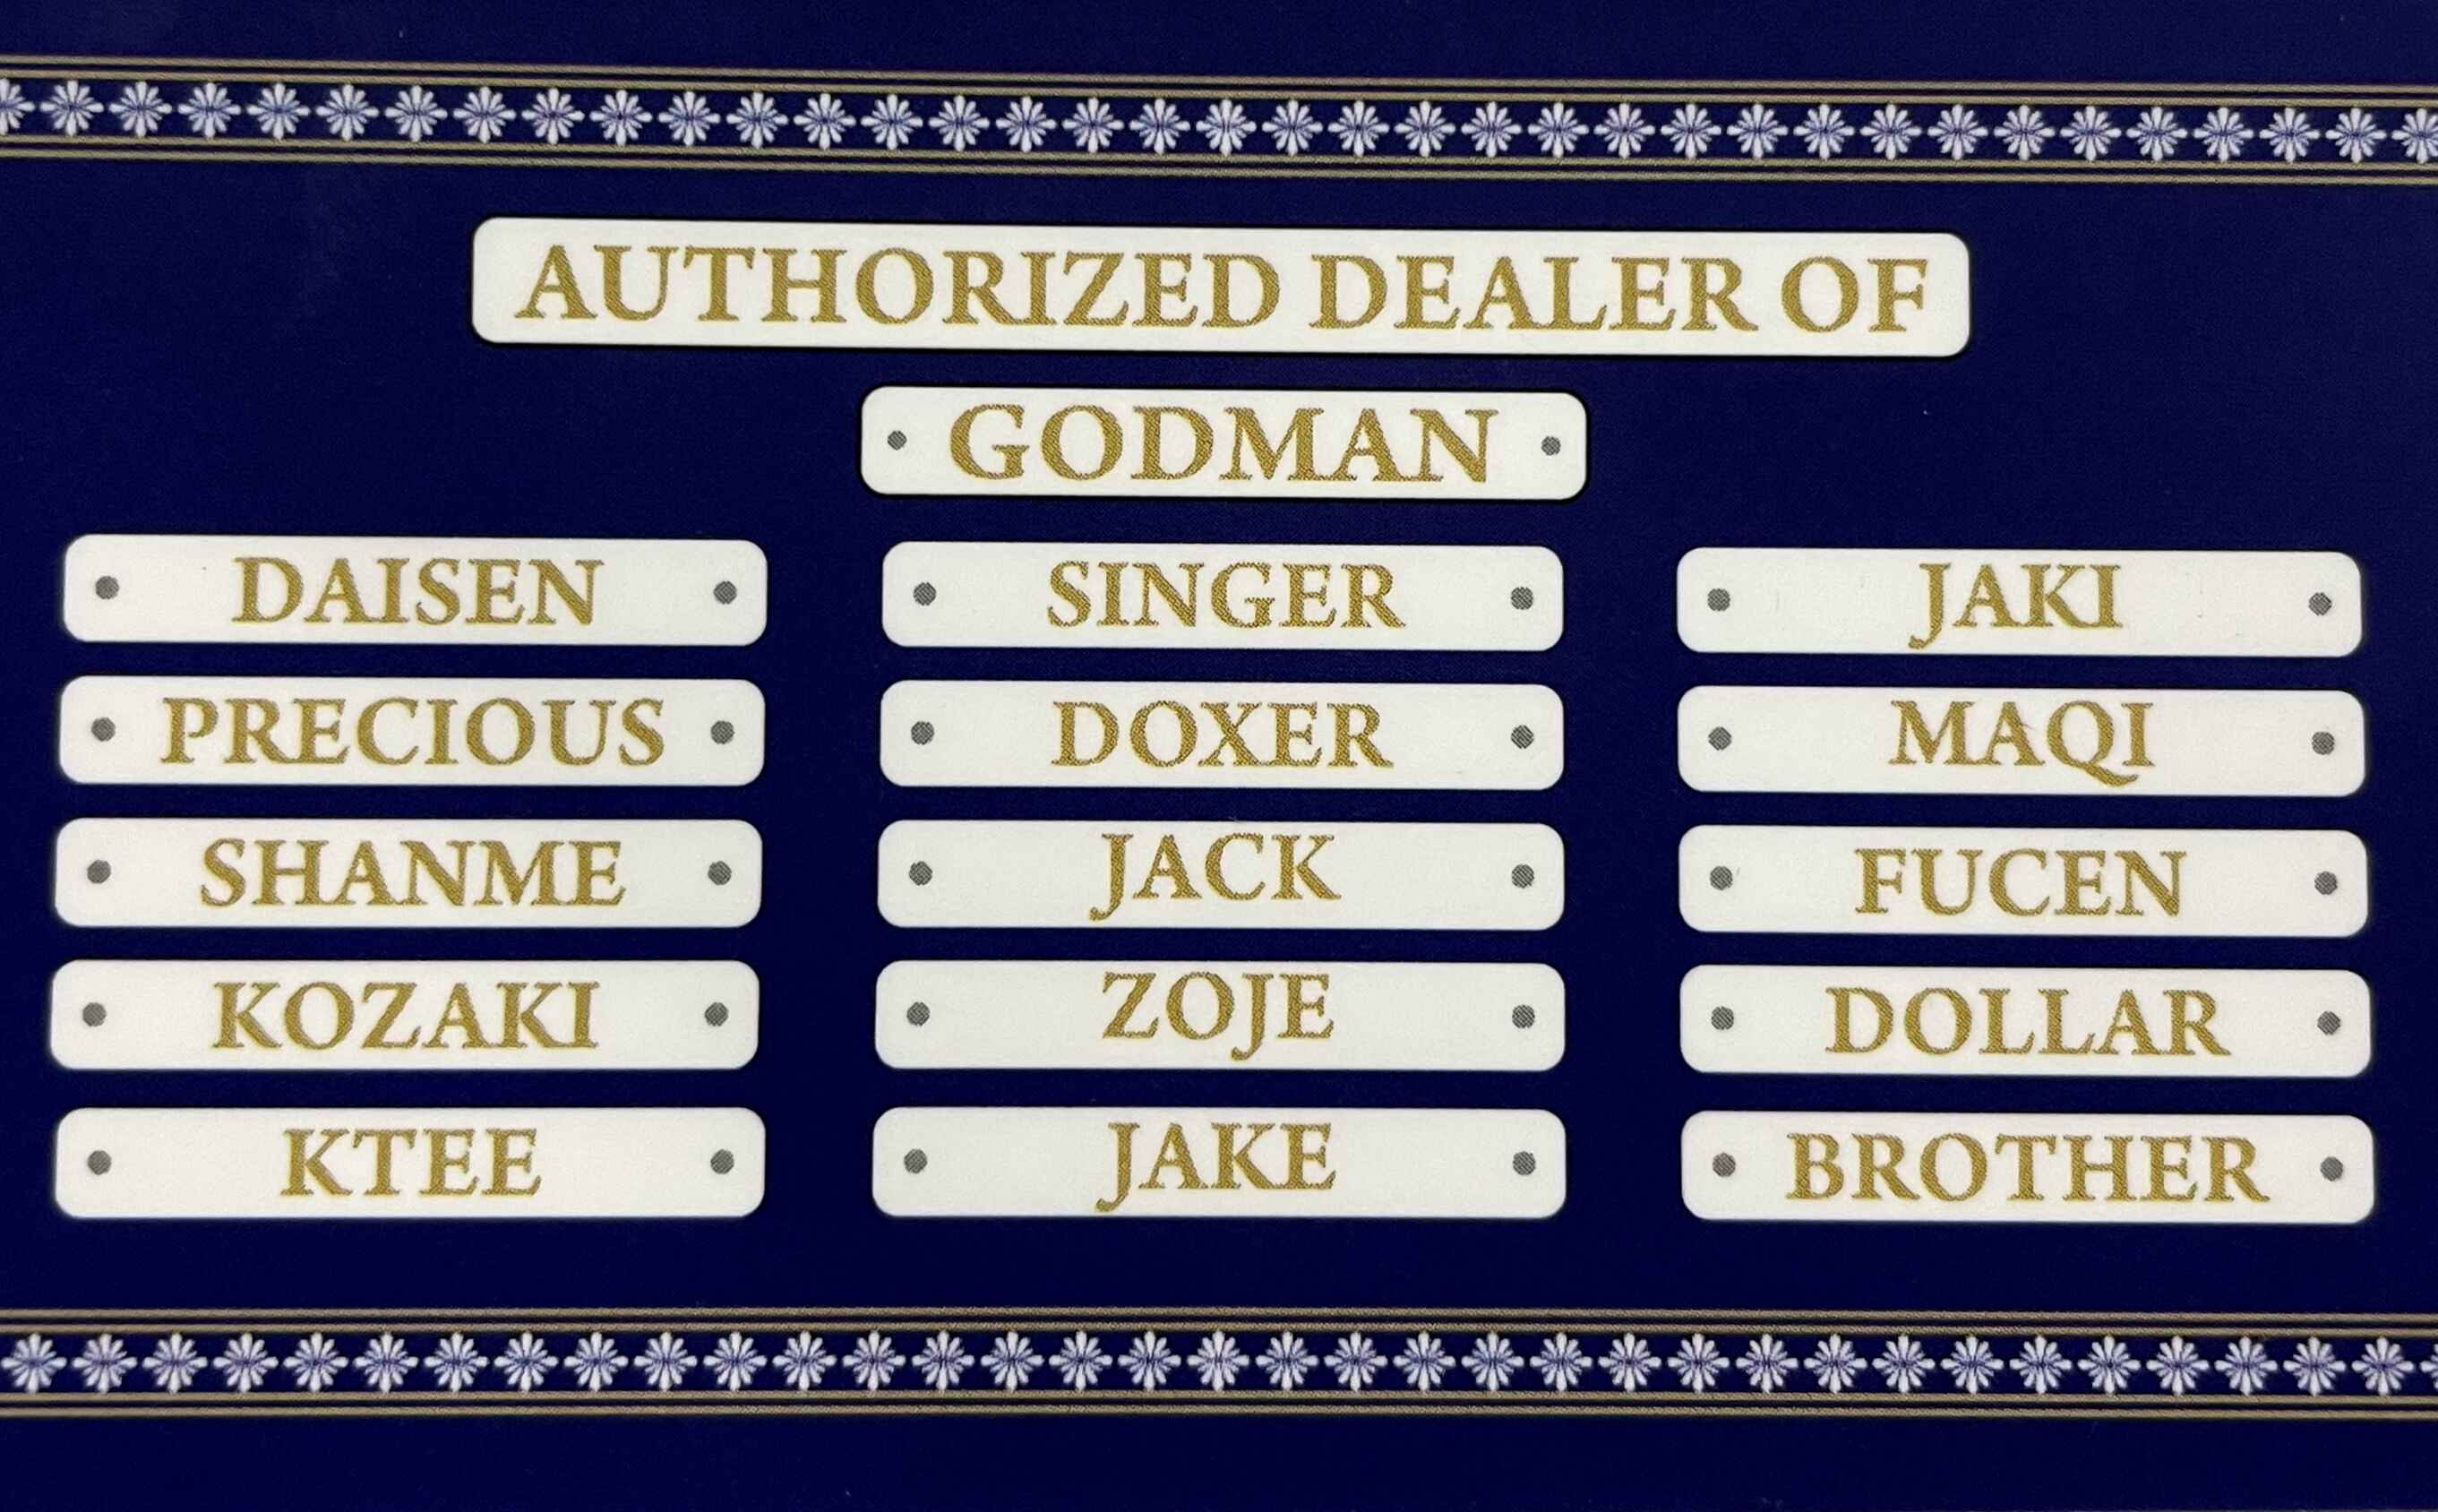 AUTHORIZED DEALER OF
GODMAN
DAISEN SINGER JAKI
PRECIOUS DOXER MAQI
SHANME JACK FUCEN
KOZAKI ZOJE DOLLAR
KTEE JAKE BROTHER